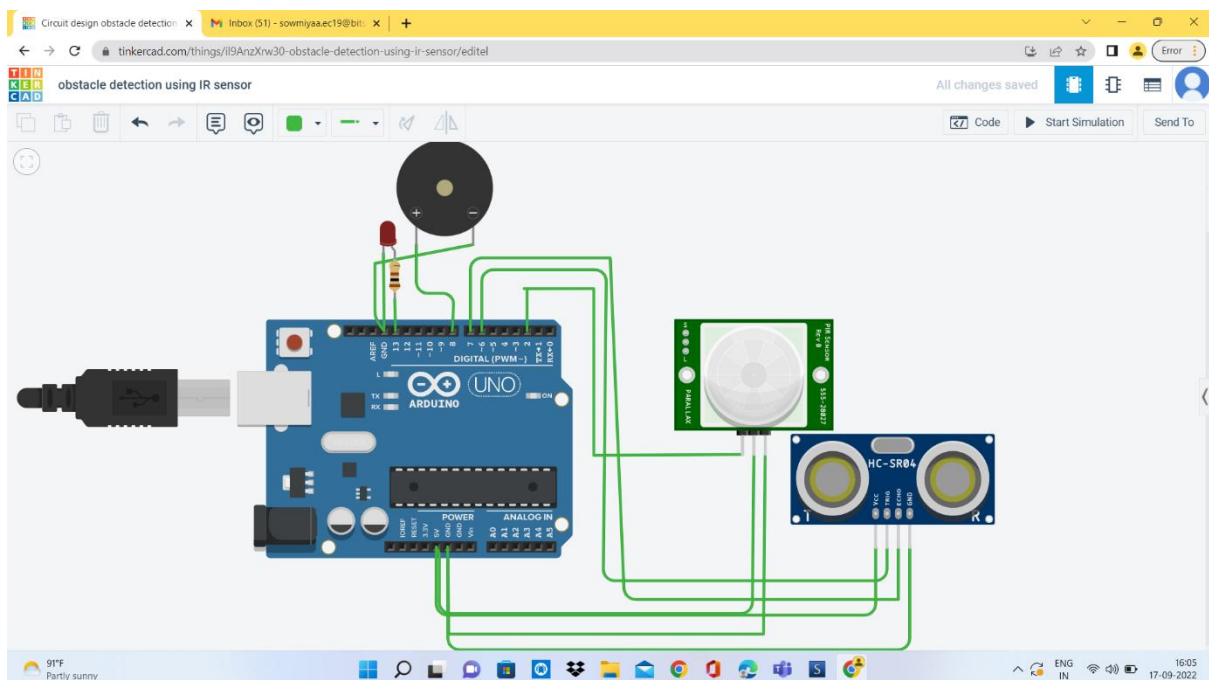 Circuit design obstacle detection
Inbox (51) - sowmiyaa.ec19@bits
tinkercad.com/things/il9AnzXrw30-obstacle-detection-using-ir-sensor/editel
Error
TIN
KER
CAD
obstacle detection using IR sensor
All changes saved
Code
Start Simulation
Send To
AREF
GND
13
12
~11
~10
~9
8
7
~6
~5
4
~3
2
TX→1
RX←0
DIGITAL (PWM~)
L
TX
RX
ARDUINO
UNO
ON
POWER
ANALOG IN
IOREF
RESET
3.3V
5V
GND
GND
Vin
A0
A1
A2
A3
A4
A5
PIR Sensor
Rev B
PARALLAX
555-28027
HC-SR04
VCC
TRIG
ECHO
GND
T
R
91°F
Partly sunny
ENG
IN
16:05
17-09-2022